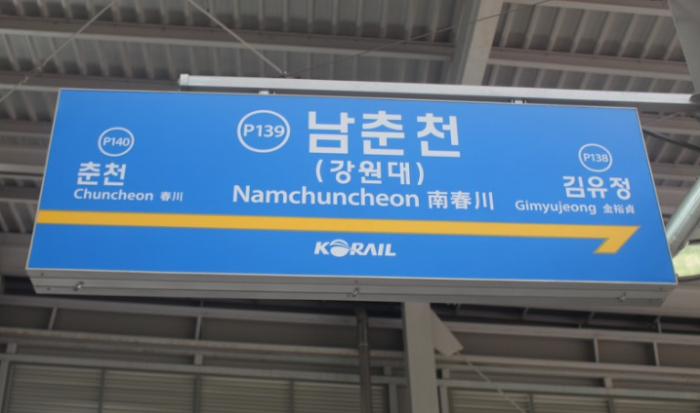 P140
춘천
Chuncheon 春川
P139 남춘천
(강원대)
Namchuncheon 南春川
P138
김유정
Gimyujeong 金裕貞
KORAIL